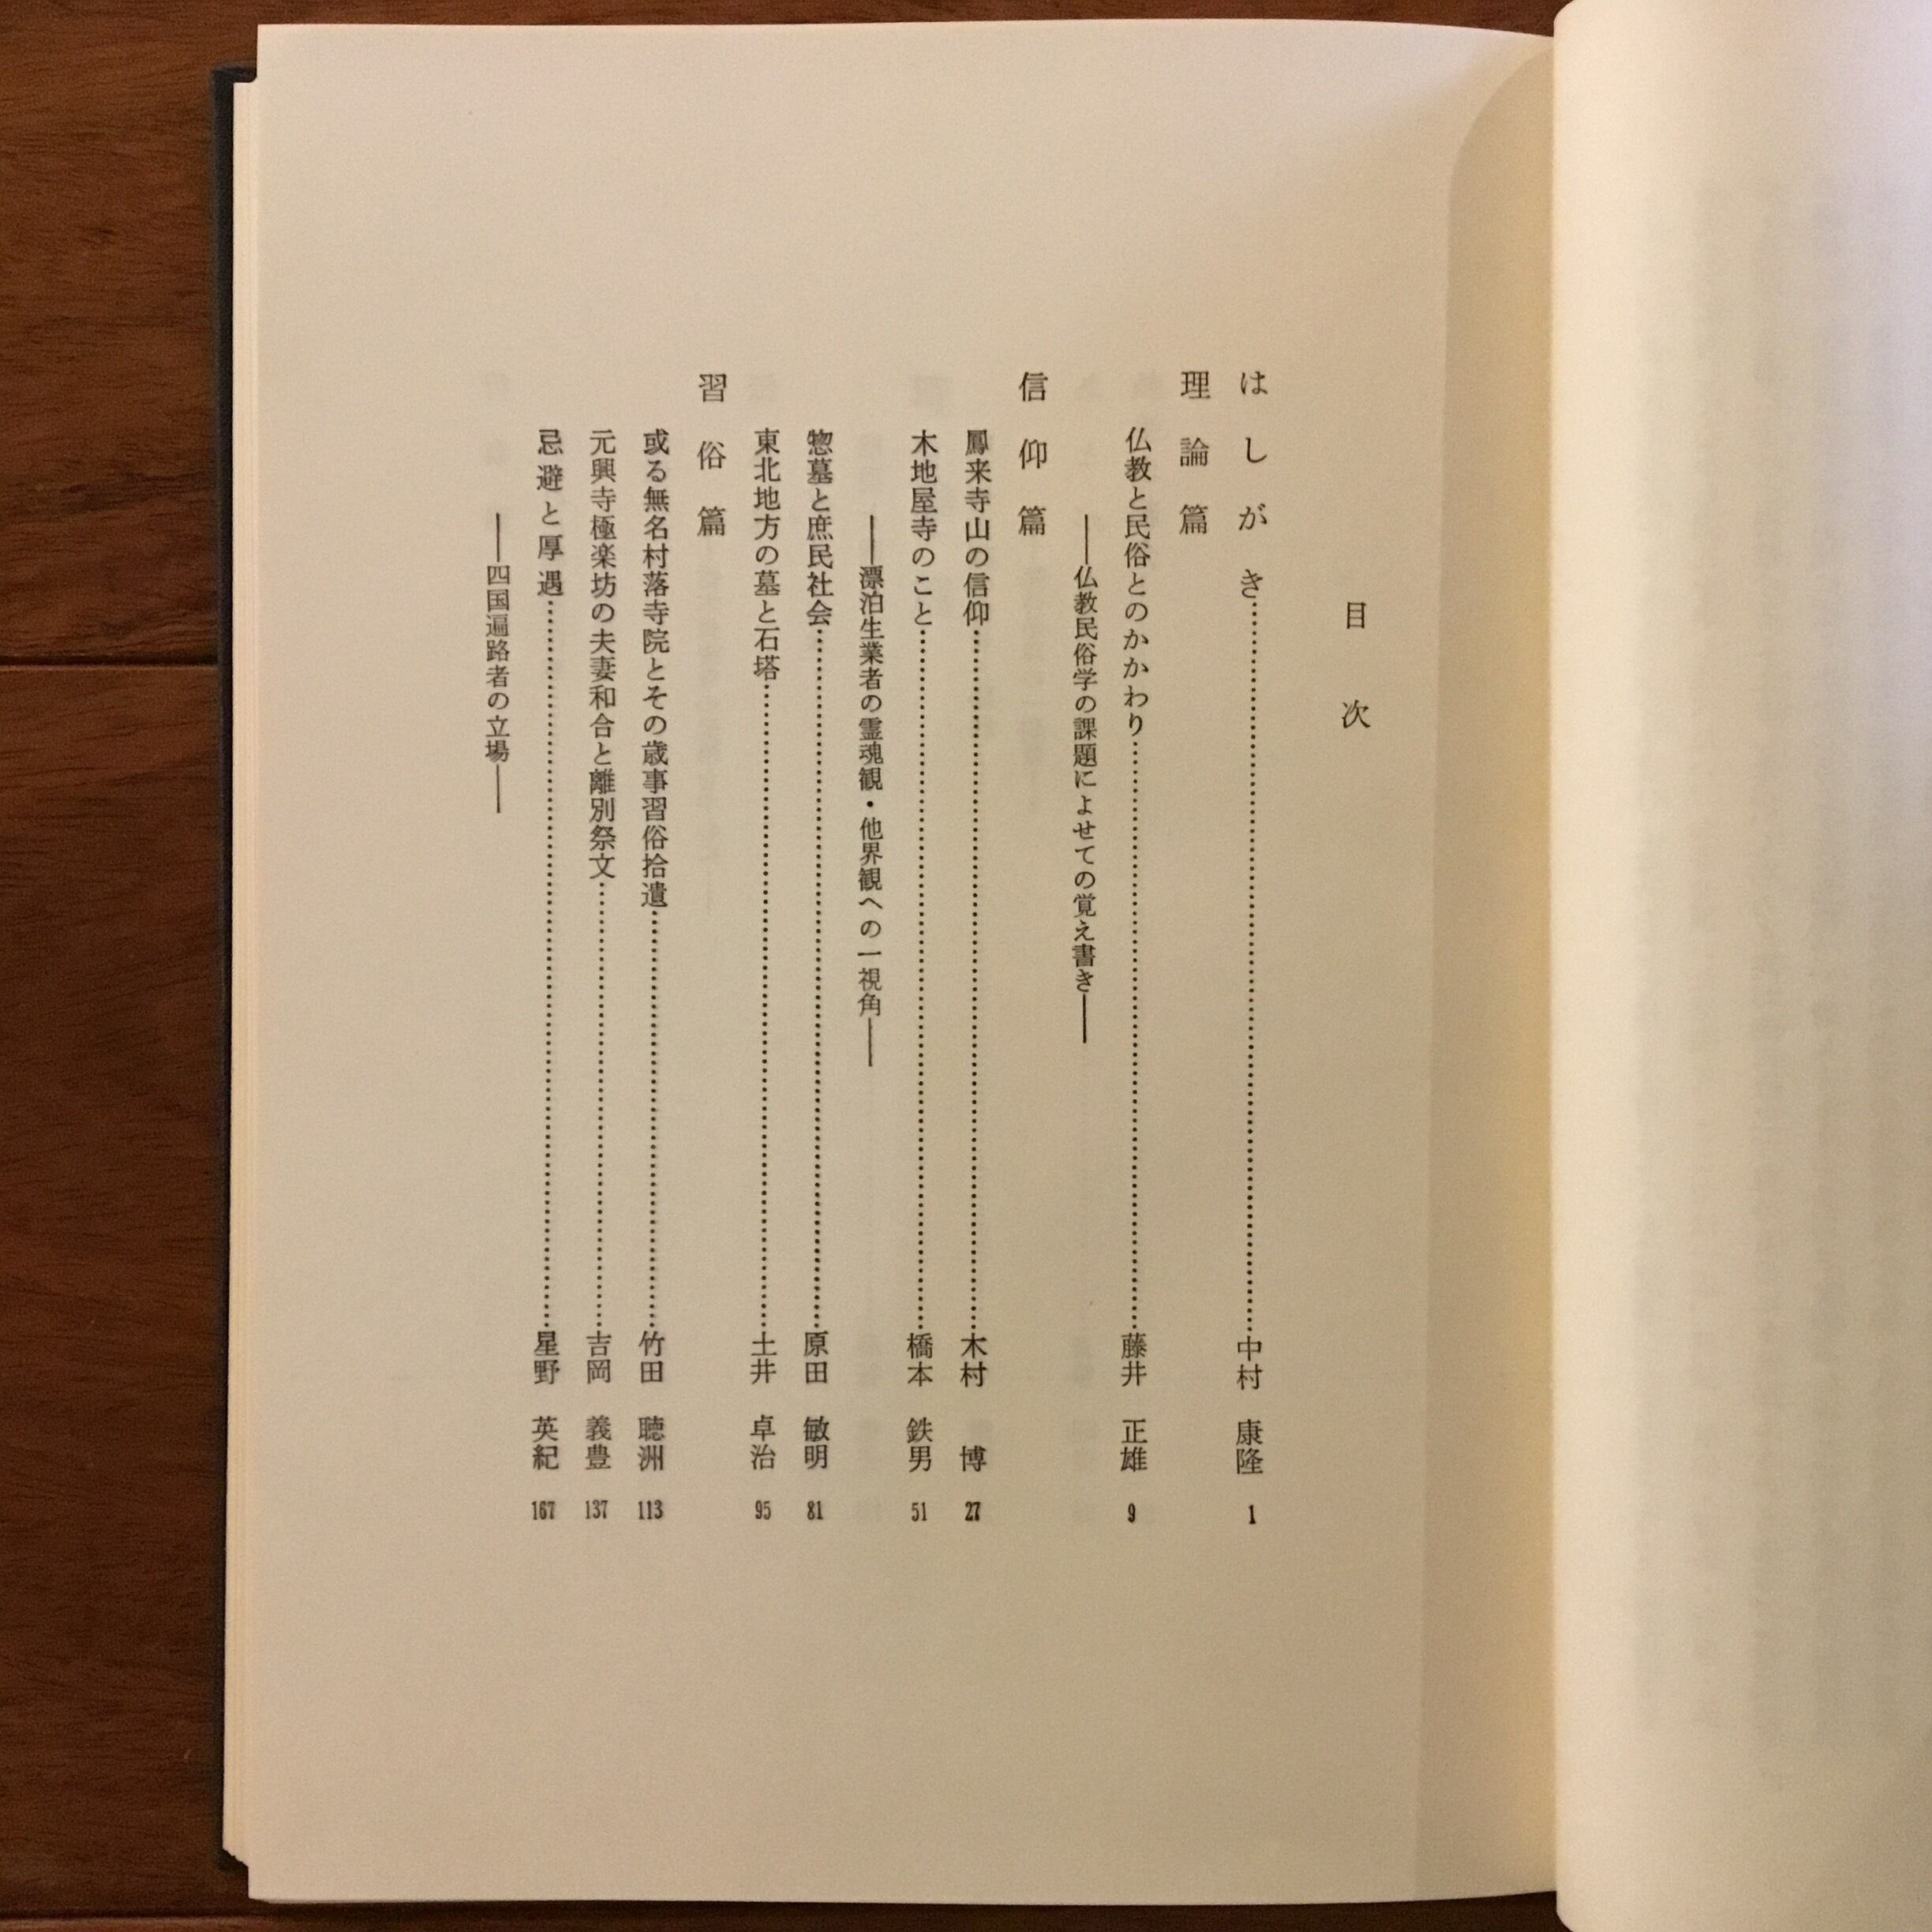 目次
はしがき……中村 康隆 1
理論篇
仏教と民俗とのかかわり……藤井 正雄 9
――仏教民俗学の課題によせての覚え書き――
信仰篇
鳳来寺山の信仰……木村 博 27
木地屋寺のこと……橋本 鉄男 51
――漂泊生業者の霊魂観・他界観への一視角――
惣墓と庶民社会……原田 敏明 81
東北地方の墓と石塔……土井 卓治 95
習俗篇
或る無名村落寺院とその歳事習俗拾遺……竹田 聴洲 113
元興寺極楽坊の夫妻和合と離別祭文……吉岡 義豊 137
忌避と厚遇……星野 英紀 167
――四国遍路者の立場――